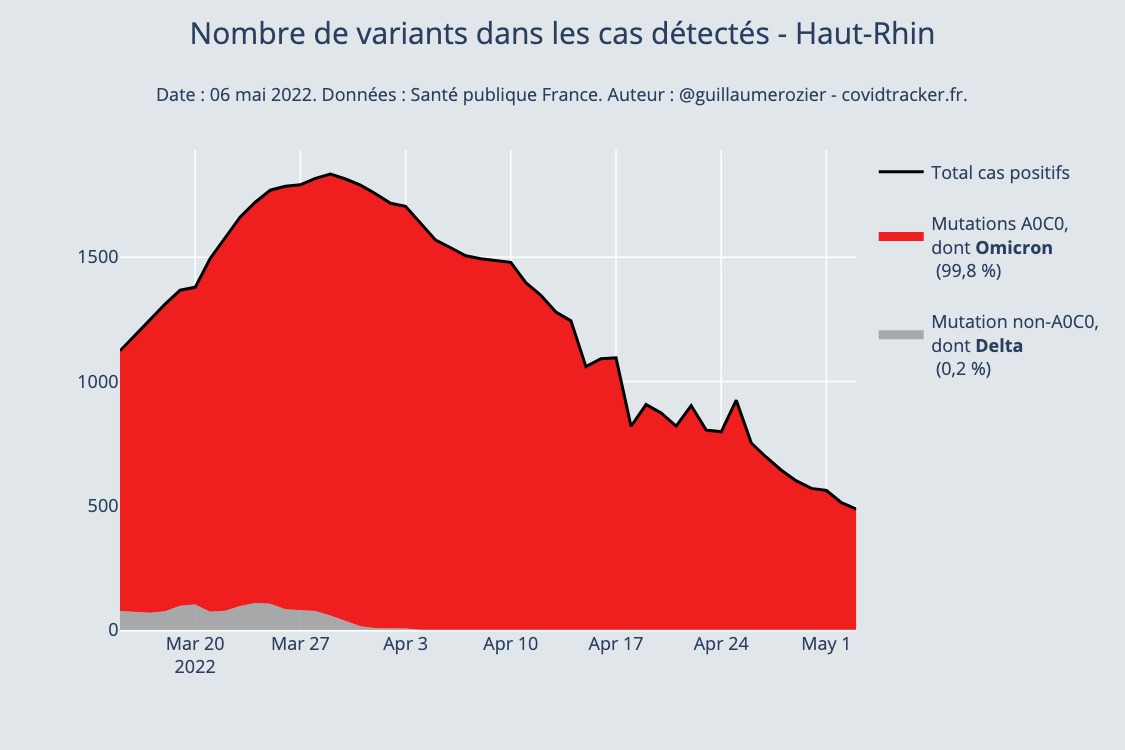 Nombre de variants dans les cas détectés - Haut-Rhin
Date : 06 mai 2022. Données : Santé publique France. Auteur : @guillaumerozier - covidtracker.fr.
Total cas positifs
Mutations A0C0,
dont Omicron
(99,8 %)
Mutation non-A0C0,
dont Delta
(0,2 %)
1500
1000
500
0
Mar 20
2022
Mar 27
Apr 3
Apr 10
Apr 17
Apr 24
May 1